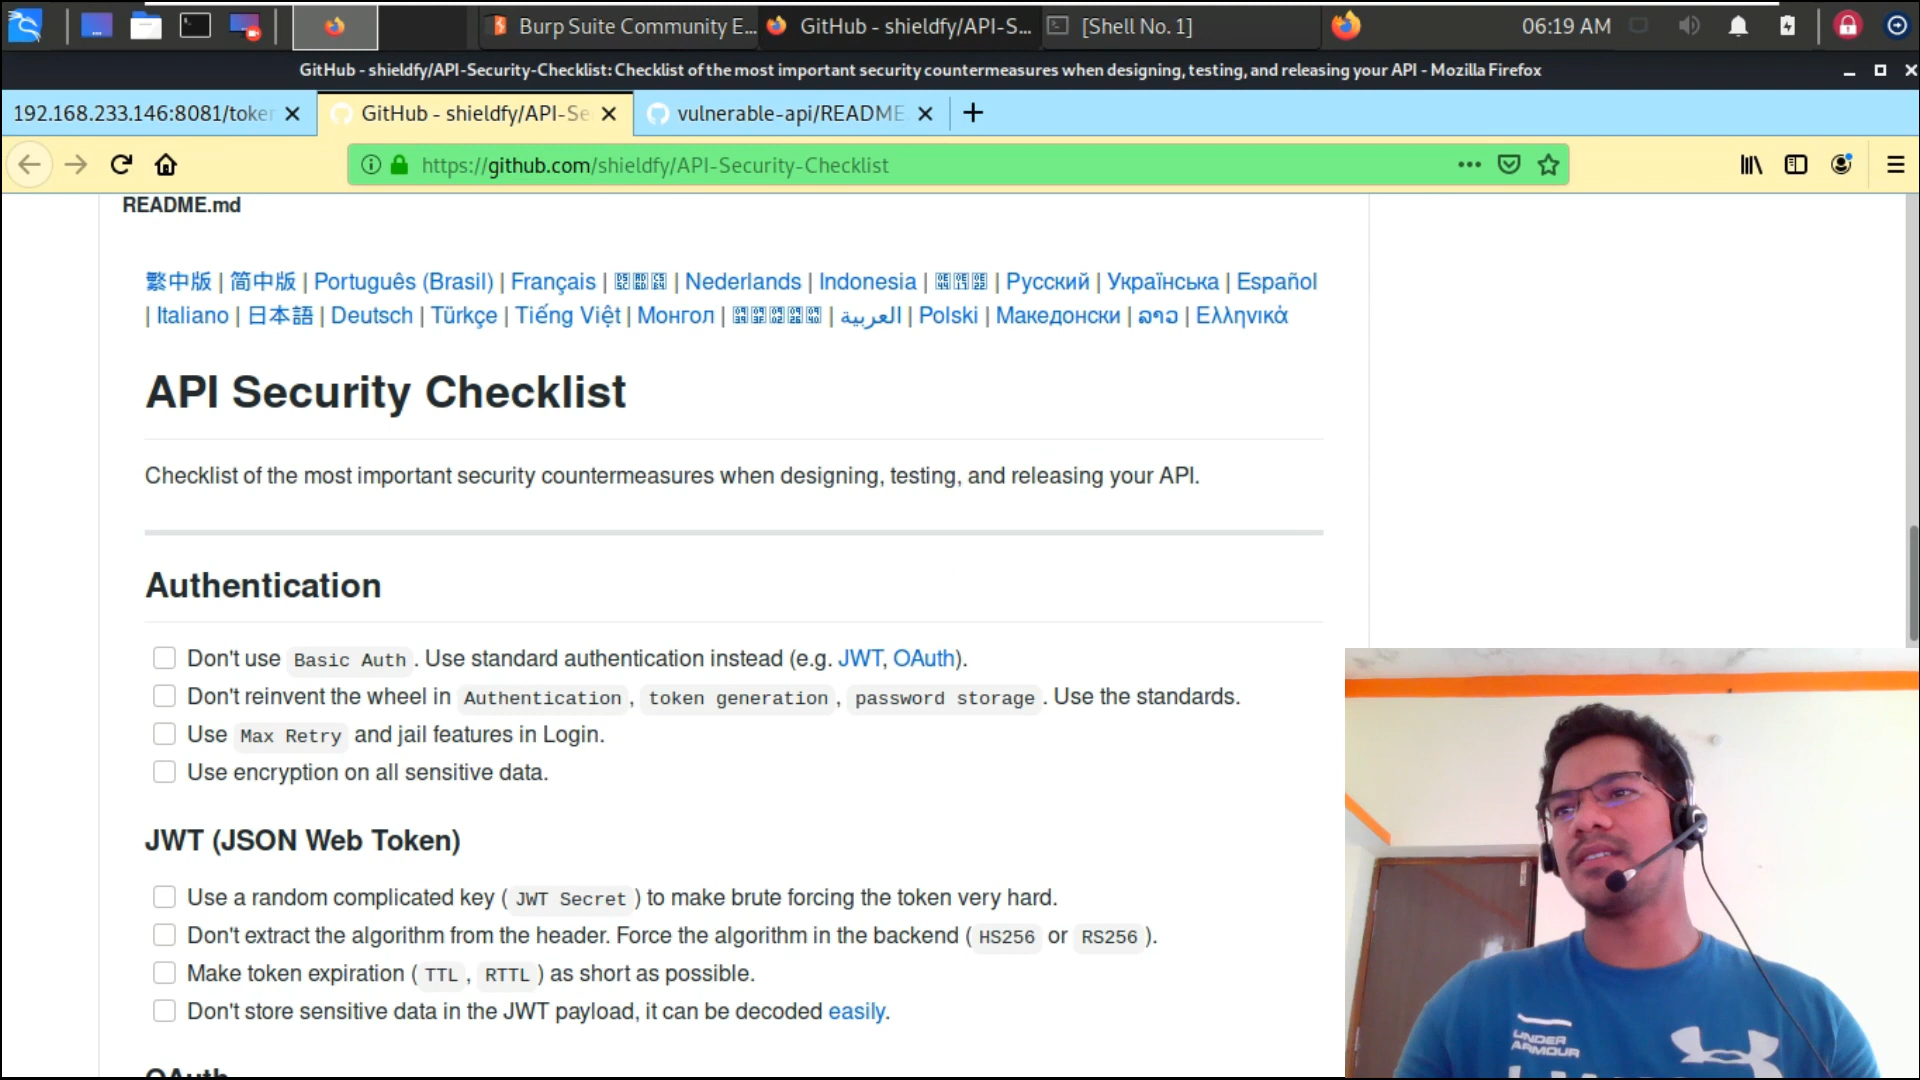 Burp Suite Community E...
GitHub - shieldfy/API-S...
[Shell No. 1]
06:19 AM
GitHub - shieldfy/API-Security-Checklist: Checklist of the most important security countermeasures when designing, testing, and releasing your API - Mozilla Firefox
192.168.233.146:8081/token
GitHub - shieldfy/API-Se
vulnerable-api/README
https://github.com/shieldfy/API-Security-Checklist
README.md
繁中版 | 简中版 | Português (Brasil) | Français | | Nederlands | Indonesia | | Русский | Українська | Español
| Italiano | 日本語 | Deutsch | Türkçe | Tiếng Việt | Монгол | | العربية | Polski | Македонски | ລາວ | Ελληνικά
API Security Checklist
Checklist of the most important security countermeasures when designing, testing, and releasing your API.
Authentication
Don't use Basic Auth. Use standard authentication instead (e.g. JWT, OAuth).
Don't reinvent the wheel in Authentication, token generation, password storage. Use the standards.
Use Max Retry and jail features in Login.
Use encryption on all sensitive data.
JWT (JSON Web Token)
Use a random complicated key (JWT Secret) to make brute forcing the token very hard.
Don't extract the algorithm from the header. Force the algorithm in the backend (HS256 or RS256).
Make token expiration (TTL, RTTL) as short as possible.
Don't store sensitive data in the JWT payload, it can be decoded easily.
OAuth
UNDER
ARMOUR